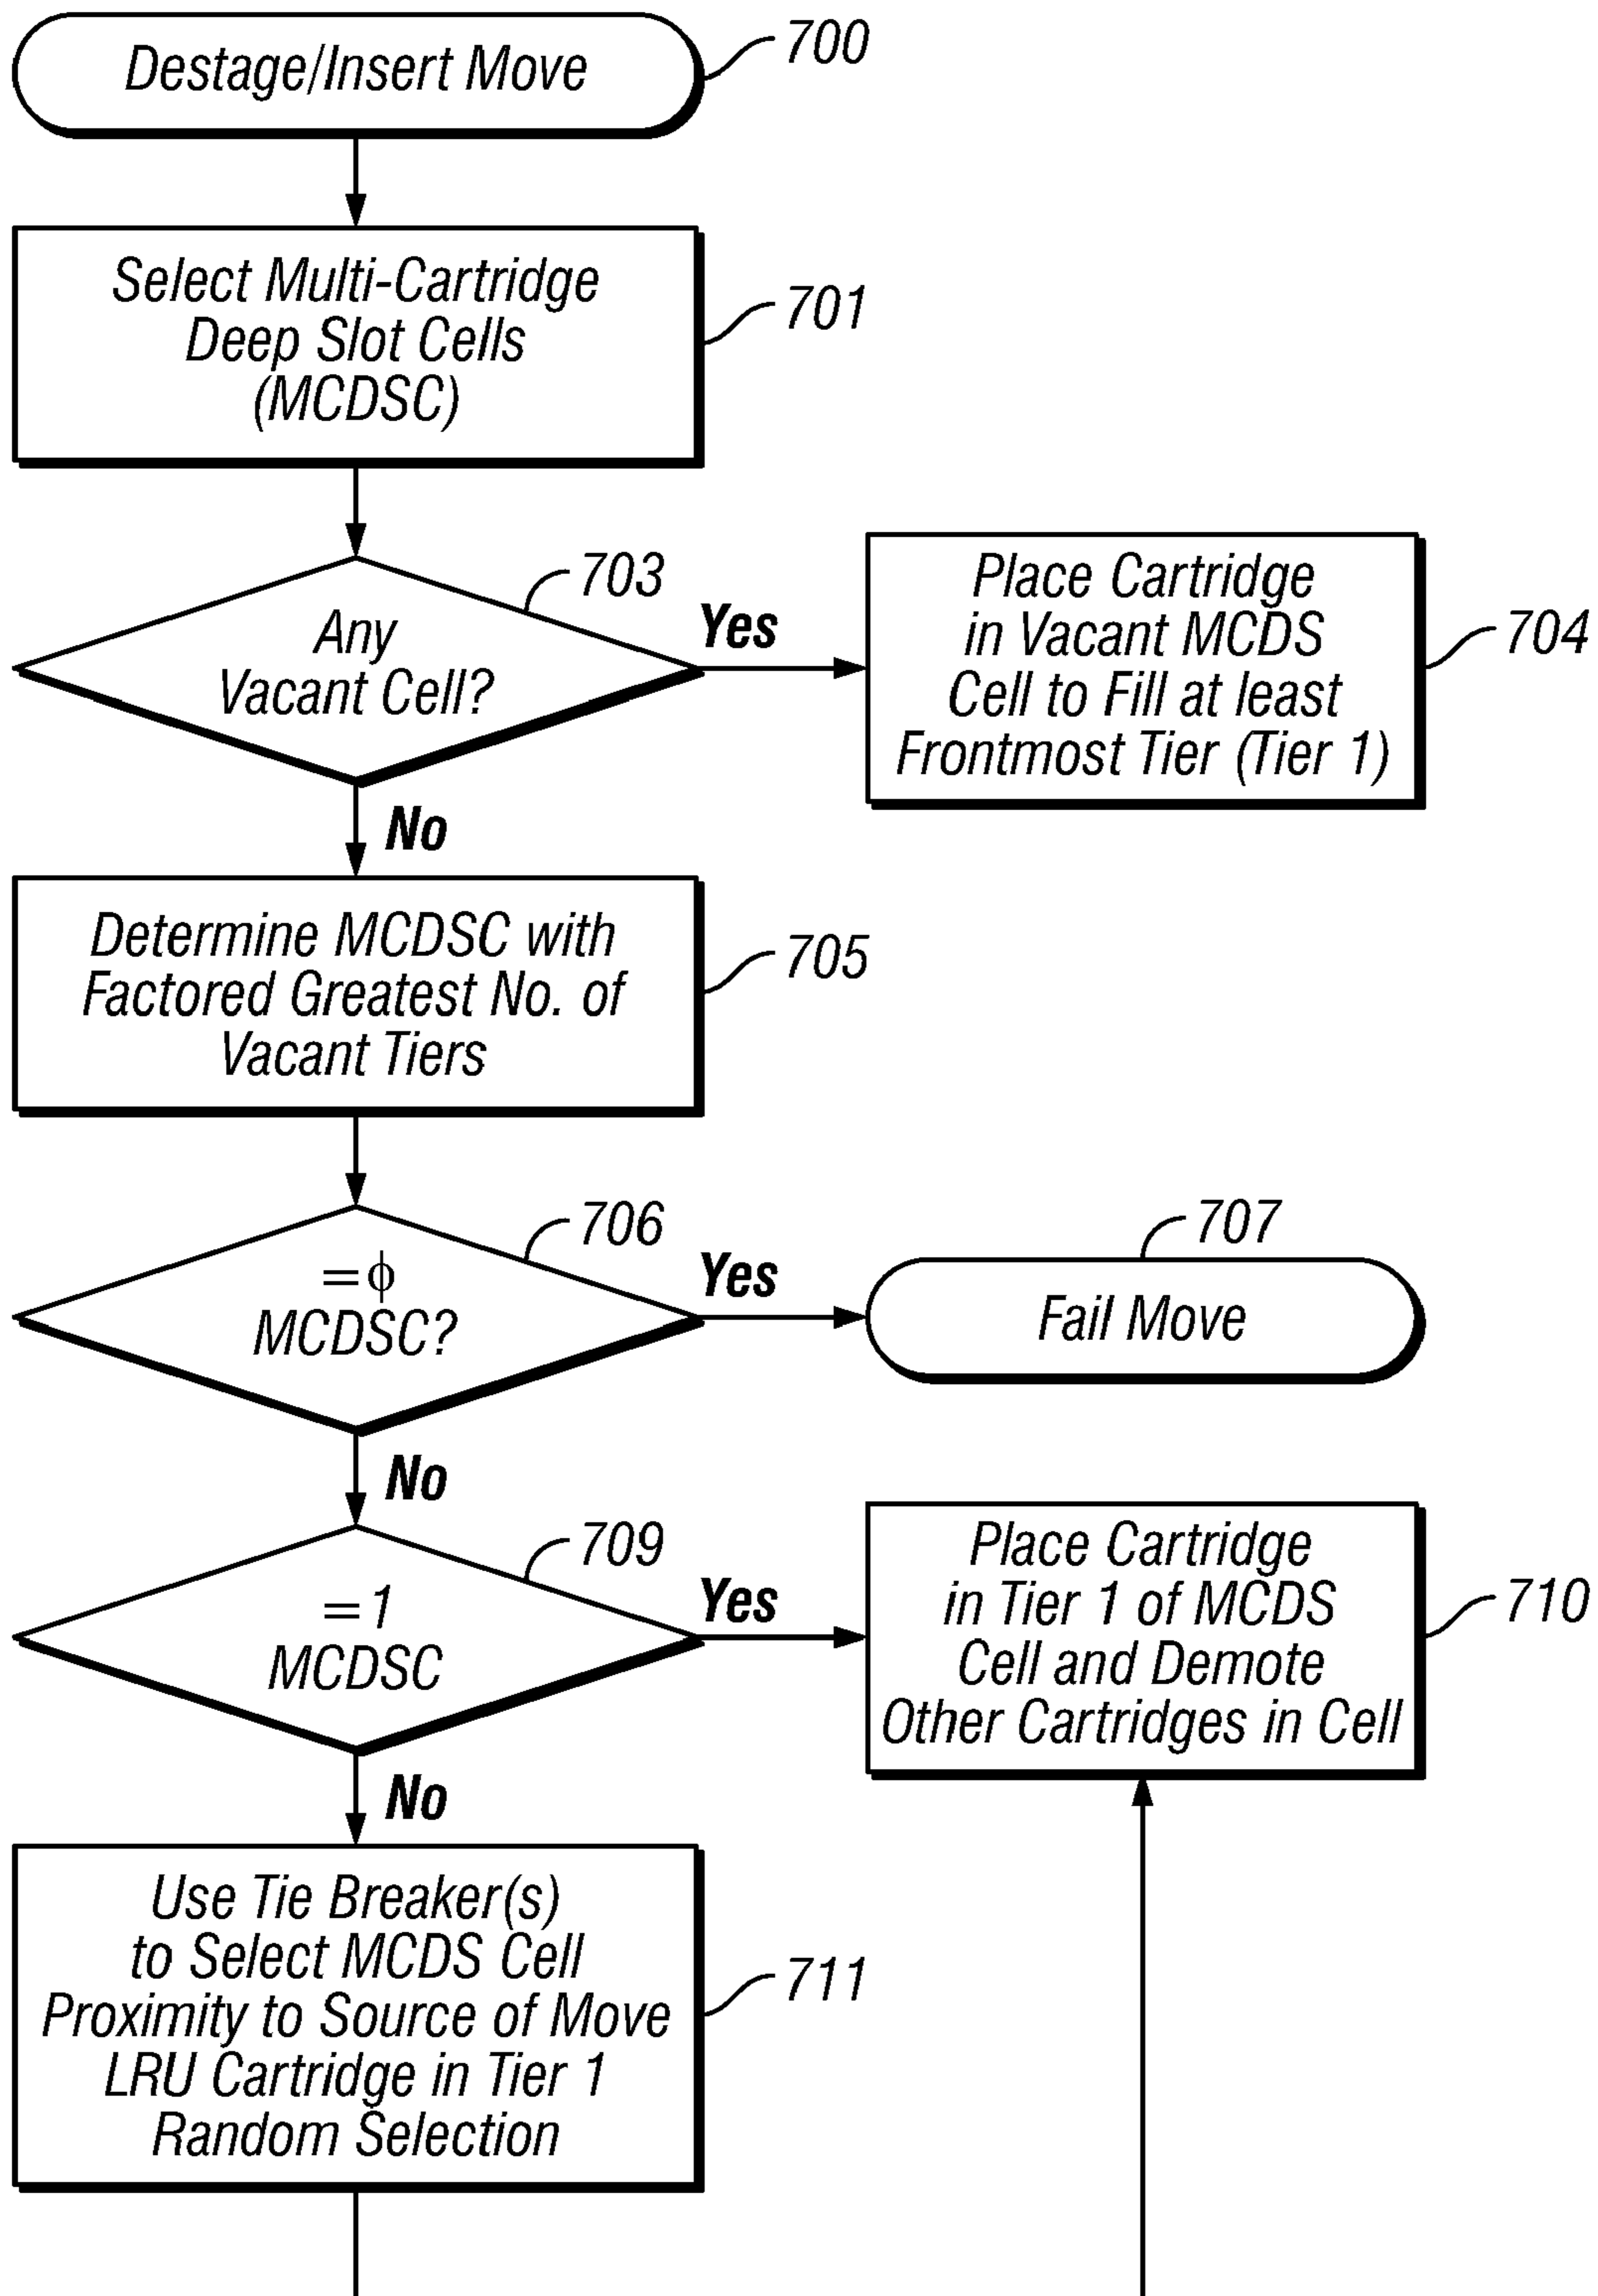 Destage/Insert Move
700
Select Multi-Cartridge
Deep Slot Cells
(MCDSC)
701
Any
Vacant Cell?
703
Yes
Place Cartridge
in Vacant MCDS
Cell to Fill at least
Frontmost Tier (Tier 1)
704
No
Determine MCDSC with
Factored Greatest No. of
Vacant Tiers
705
=ϕ
MCDSC?
706
Yes
Fail Move
707
No
=1
MCDSC
709
Yes
Place Cartridge
in Tier 1 of MCDS
Cell and Demote
Other Cartridges in Cell
710
No
Use Tie Breaker(s)
to Select MCDS Cell
Proximity to Source of Move
LRU Cartridge in Tier 1
Random Selection
711